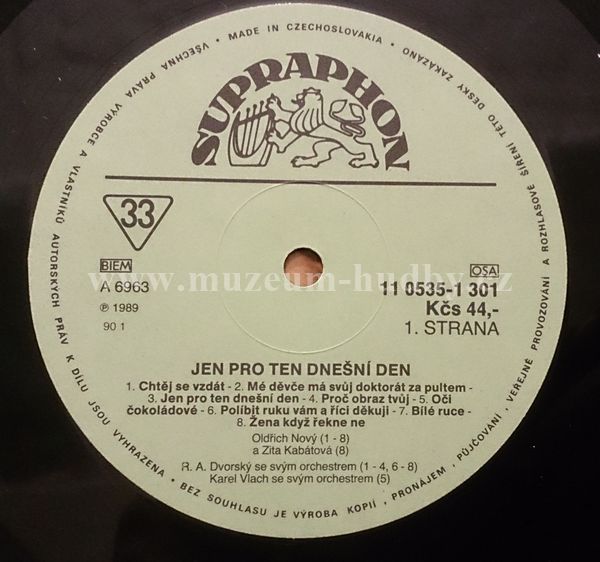 VŠECHNA PRÁVA VÝROBCE A VLASTNÍKŮ AUTORSKÝCH PRÁV K DÍLU JSOU VYHRAZENA • BEZ SOUHLASU JE VÝROBA KOPIÍ, PRONÁJEM, PŮJČOVÁNÍ, VEŘEJNÉ PROVOZOVÁNÍ A ROZHLASOVÉ ŠÍŘENÍ TÉTO DESKY ZAKÁZÁNO • MADE IN CZECHOSLOVAKIA •
SUPRAPHON
33
BIEM
A 6963
℗ 1989
90 1
OSA
11 0535-1 301
Kčs 44,-
1. STRANA
www.muzeum-hudby.cz
JEN PRO TEN DNEŠNÍ DEN
1. Chtěj se vzdát - 2. Mé děvče má svůj doktorát za pultem -
3. Jen pro ten dnešní den - 4. Proč obraz tvůj - 5. Oči
čokoládové - 6. Políbit ruku vám a říci děkuji - 7. Bílé ruce -
8. Žena když řekne ne
Oldřich Nový (1 - 8)
a Zita Kabátová (8)
R. A. Dvorský se svým orchestrem (1 - 4, 6 - 8)
Karel Vlach se svým orchestrem (5)